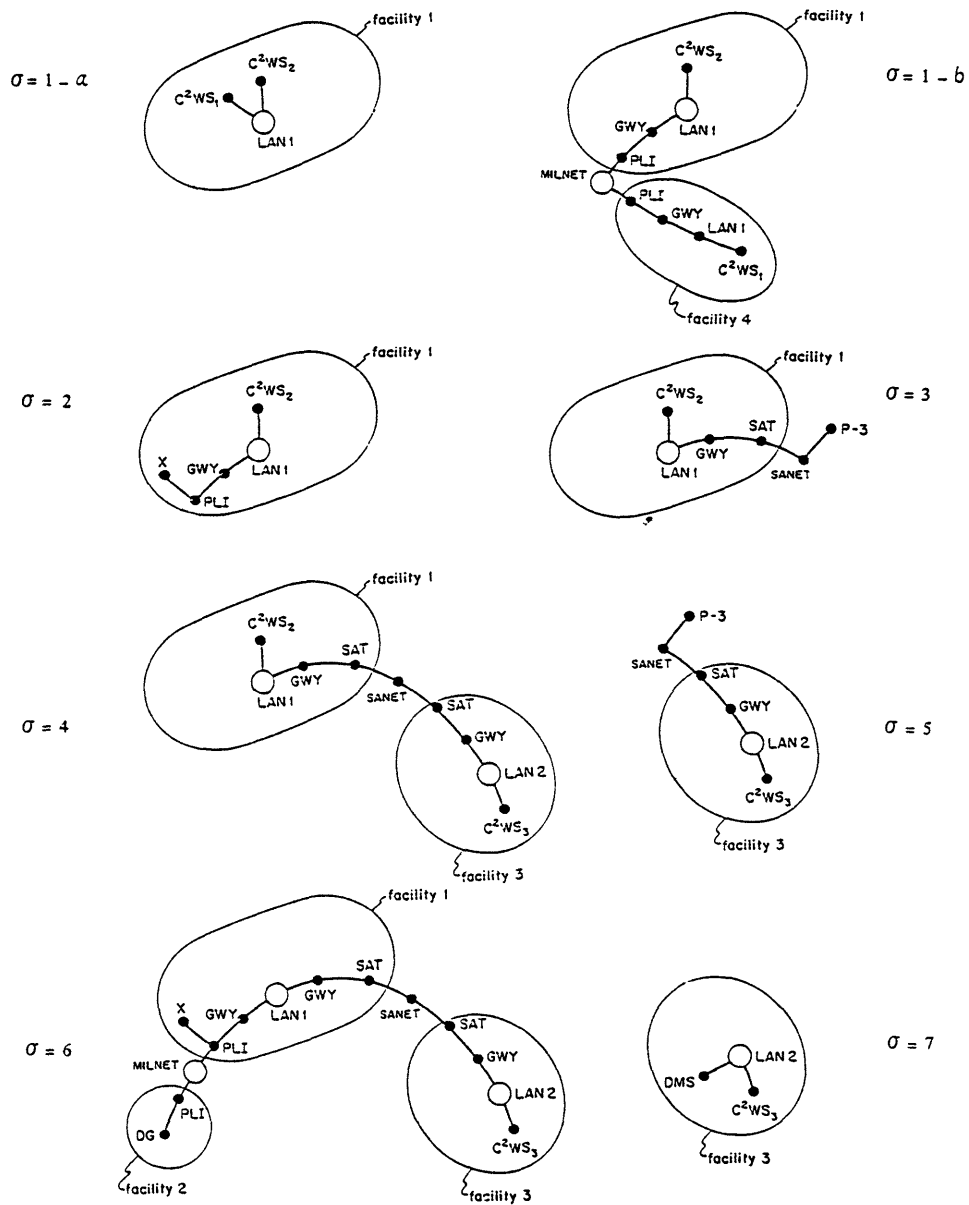 facility 1
σ = 1 - a
C²WS₂
C²WS₁
LAN 1
facility 1
σ = 1 - b
C²WS₂
GWY
LAN 1
PLI
MILNET
PLI
GWY
LAN 1
C²WS₁
facility 4
facility 1
σ = 2
C²WS₂
X
GWY
LAN 1
PLI
facility 1
σ = 3
C²WS₂
SAT
P-3
LAN 1
GWY
SANET
facility 1
σ = 4
C²WS₂
SAT
GWY
LAN 1
SANET
SAT
GWY
LAN 2
C²WS₃
facility 3
P-3
SANET
SAT
GWY
σ = 5
LAN 2
C²WS₃
facility 3
facility 1
σ = 6
SAT
X
GWY
LAN 1
GWY
SANET
PLI
SAT
MILNET
GWY
PLI
LAN 2
DG
C²WS₃
facility 2
facility 3
σ = 7
LAN 2
DMS
C²WS₃
facility 3